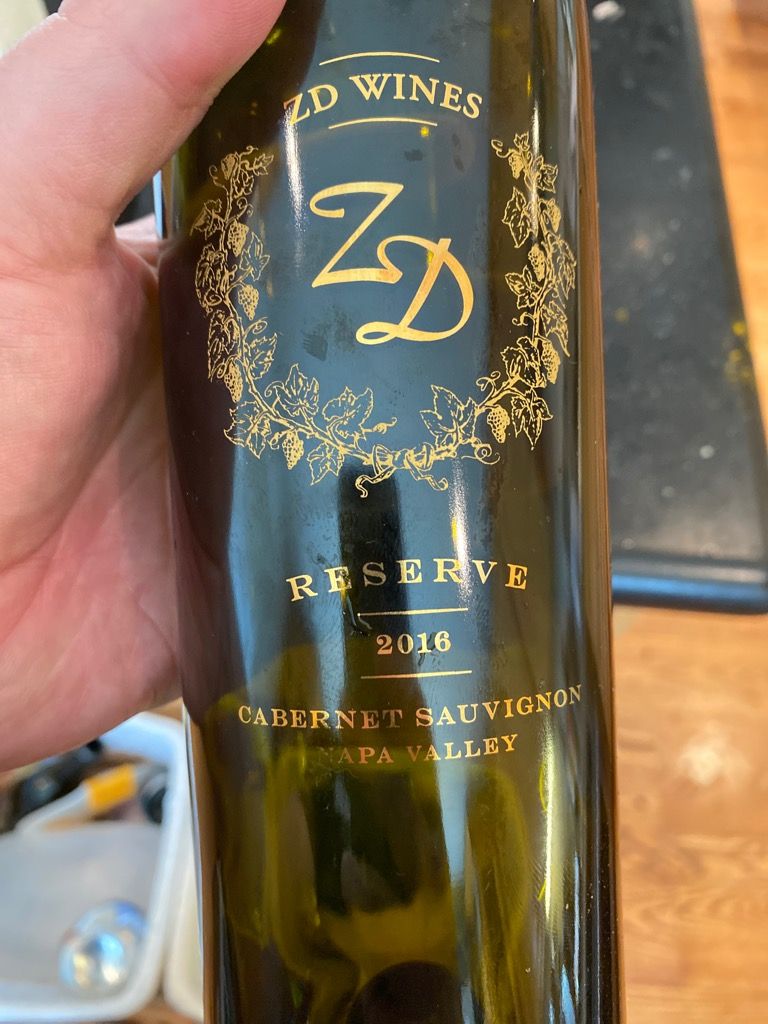 ZD WINES
ZD
RESERVE
2016
CABERNET SAUVIGNON
NAPA VALLEY